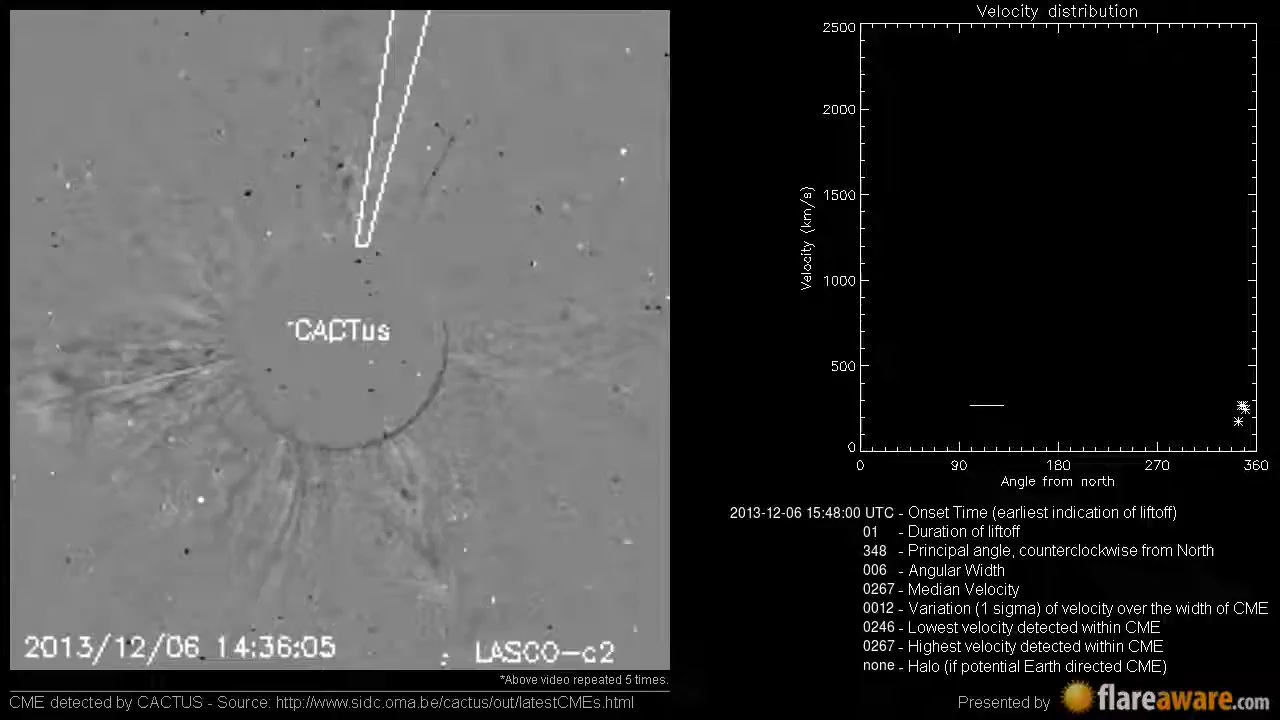 Velocity distribution
2500
2000
1500
1000
500
0
Velocity (km/s)
0 90 180 270 360
Angle from north
CACTus
2013/12/06 14:36:05 LASCO-c2
*Above video repeated 5 times.
2013-12-06 15:48:00 UTC - Onset Time (earliest indication of liftoff)
01 - Duration of liftoff
348 - Principal angle, counterclockwise from North
006 - Angular Width
0267 - Median Velocity
0012 - Variation (1 sigma) of velocity over the width of CME
0246 - Lowest velocity detected within CME
0267 - Highest velocity detected within CME
none - Halo (if potential Earth directed CME)
CME detected by CACTUS - Source: http://www.sidc.oma.be/cactus/out/latestCMEs.html
Presented by flareaware.com